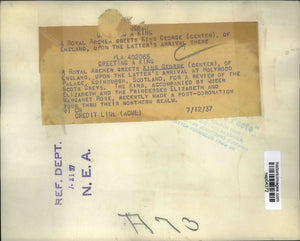 GREETING A KING
A ROYAL ARCHER GREETS KING GEORGE (CENTER), OF
ENGLAND, UPON THE LATTER'S ARRIVAL THERE
GREETING A KING
A ROYAL ARCHER GREETS KING GEORGE (CENTER), OF
ENGLAND, UPON THE LATTER'S ARRIVAL AT HOLYROOD
PALACE, EDINBURGH, SCOTLAND, FOR A REVIEW OF THE
SCOTS GREYS. THE KING, ACCOMPANIED BY QUEEN
ELIZABETH AND THE PRINCESSES ELIZABETH AND
MARGARET ROSE, RECENTLY MADE A POST-CORONATION
TOUR THRU THEIR NORTHERN REALM.
CREDIT LINE (ACME) 7/12/37
REF. DEPT.
N. E. A.
A73